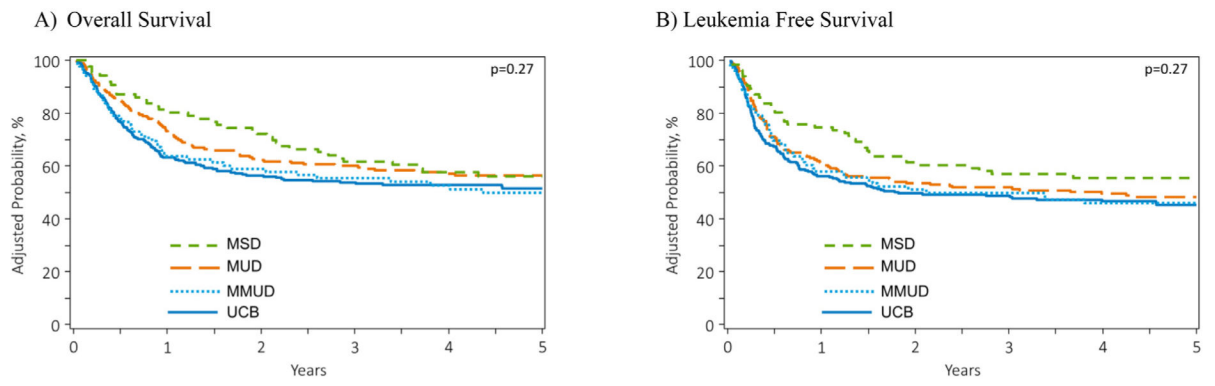 A) Overall Survival
p=0.27
Adjusted Probability, %
100
80
60
40
20
0
MSD
MUD
MMUD
UCB
0 1 2 3 4 5
Years
B) Leukemia Free Survival
p=0.27
Adjusted Probability, %
100
80
60
40
20
0
MSD
MUD
MMUD
UCB
0 1 2 3 4 5
Years